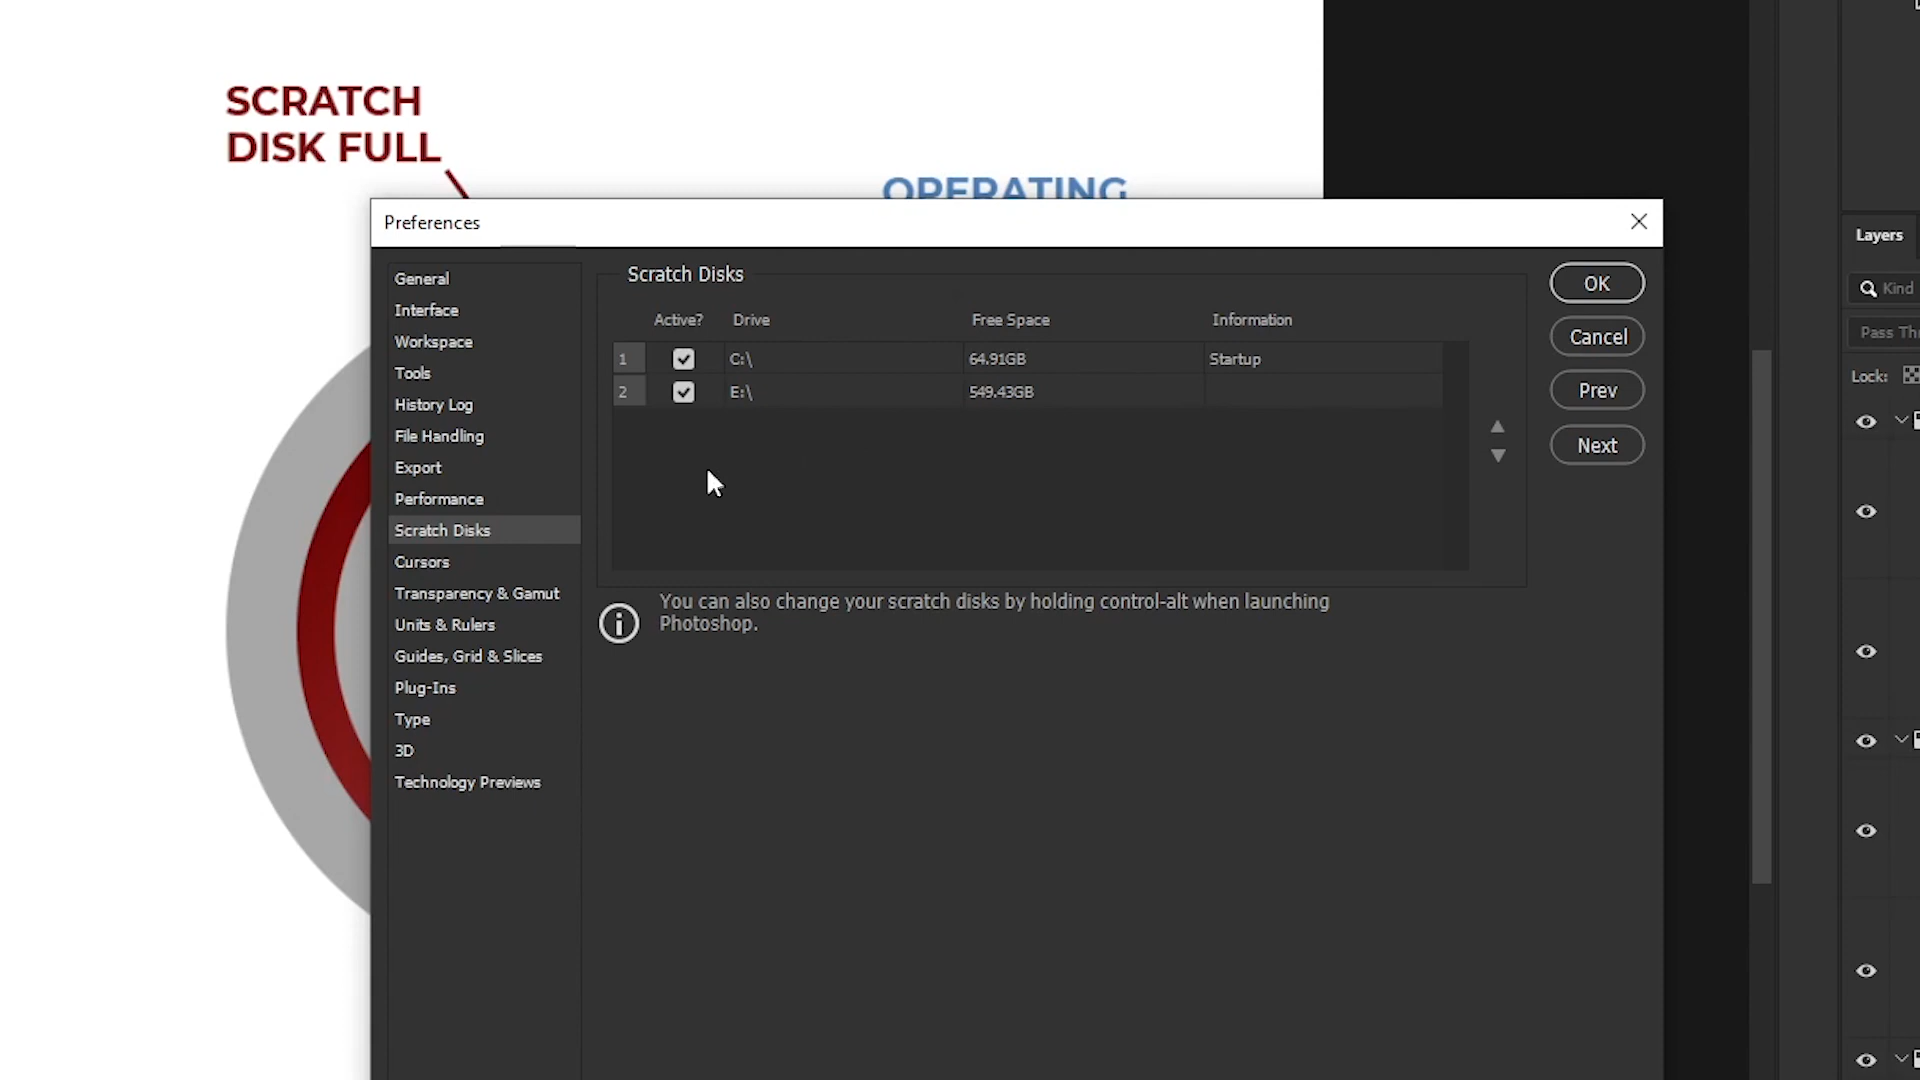 SCRATCH
DISK FULL
OPERATING
Preferences
General
Interface
Workspace
Tools
History Log
File Handling
Export
Performance
Scratch Disks
Cursors
Transparency & Gamut
Units & Rulers
Guides, Grid & Slices
Plug-Ins
Type
3D
Technology Previews
Scratch Disks
Active? Drive Free Space Information
1 C:\ 64.91GB Startup
2 E:\ 549.43GB
You can also change your scratch disks by holding control-alt when launching
Photoshop.
OK
Cancel
Prev
Next
Layers
Kind
Pass Thr
Lock: